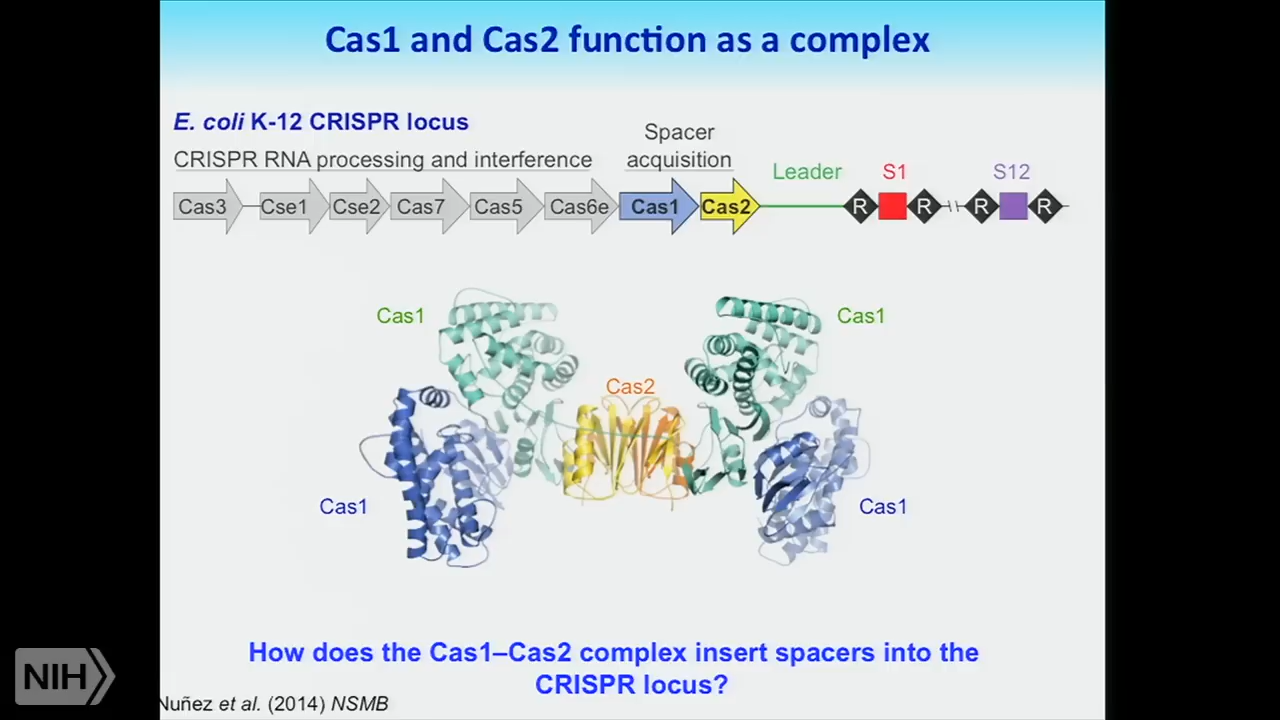 Cas1 and Cas2 function as a complex
E. coli K-12 CRISPR locus
Spacer
CRISPR RNA processing and interference
acquisition
Leader
S1
S12
Cas3
Cse1
Cse2
Cas7
Cas5
Cas6e
Cas1
Cas2
R
R
R
R
Cas1
Cas1
Cas2
Cas1
Cas1
How does the Cas1–Cas2 complex insert spacers into the
CRISPR locus?
NIH
Nuñez et al. (2014) NSMB